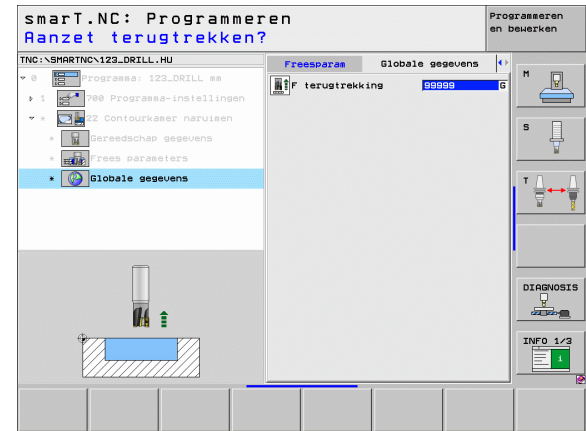 smarT.NC: Programmeren
Aanzet terugtrekken?
Programmeren
en bewerken
TNC:\SMARTNC\123_DRILL.HU
0 Programma: 123_DRILL mm
1 700 Programma-instellingen
* 22 Contourkamer naruimen
* Gereedschap gegevens
* Frees parameters
* Globale gegevens
Freesparam Globale gegevens
F terugtrekking 99999 G
M
S
T
DIAGNOSIS
INFO 1/3
i